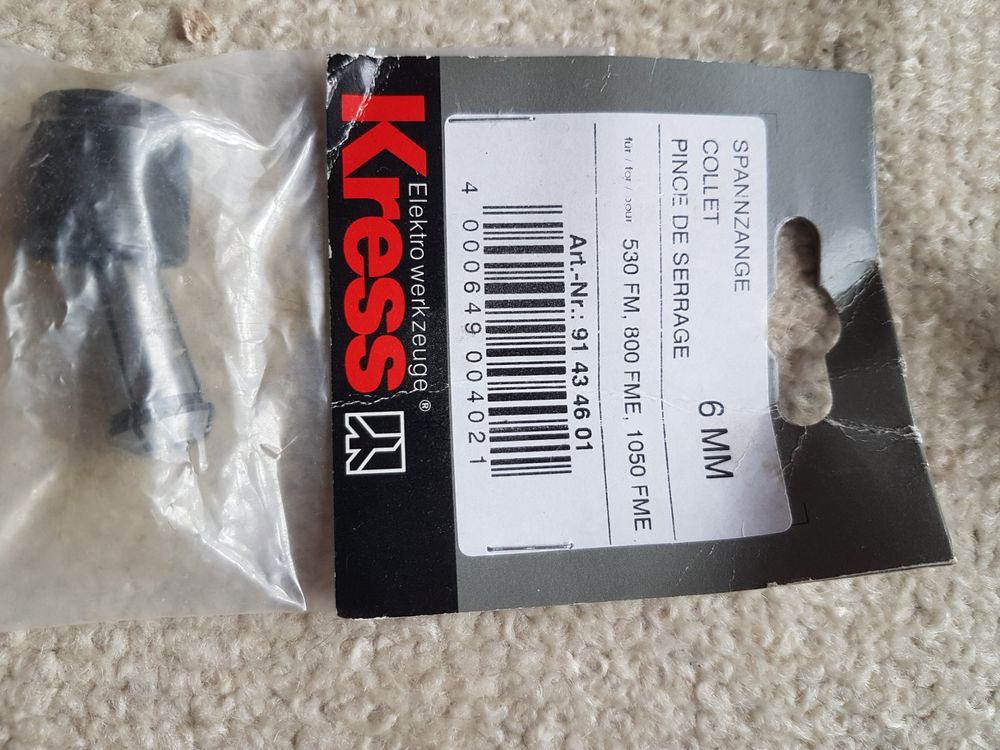 SPANNZANGE
COLLET
PINCE DE SERRAGE
6 MM
für / for / pour 530 FM, 800 FME, 1050 FME
Art.-Nr.: 91 43 46 01
4 000649 004021
Elektrowerkzeuge®
Kress